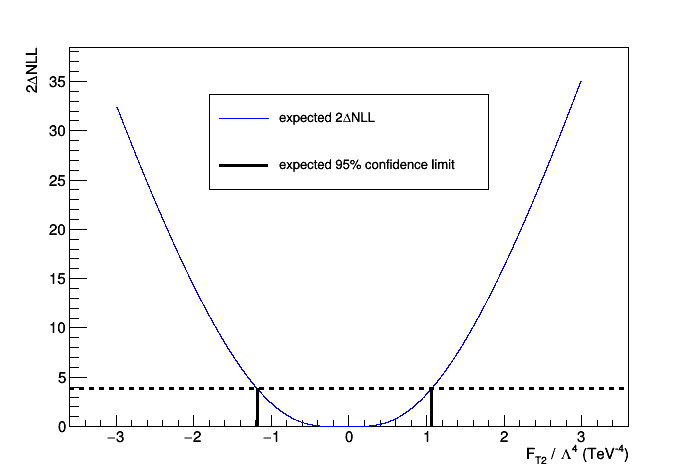 2ΔNLL
35
30
25
20
15
10
5
0
expected 2ΔNLL
expected 95% confidence limit
−3 −2 −1 0 1 2 3
F_T2 / Λ^4 (TeV^-4)